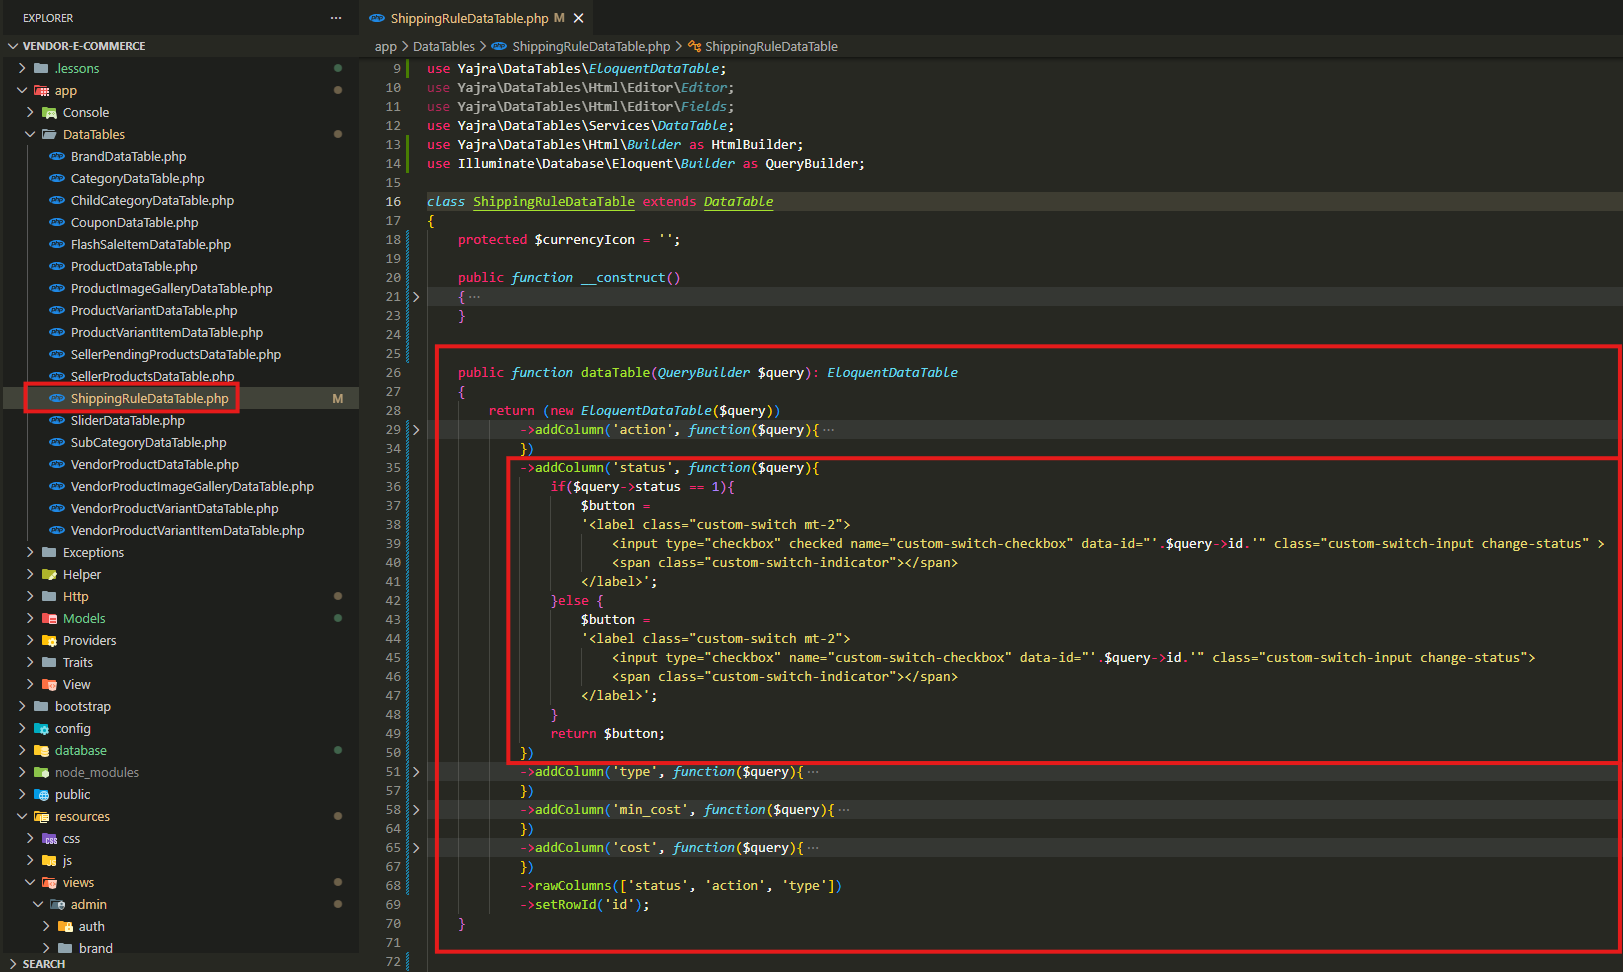 EXPLORER
VENDOR-E-COMMERCE
.lessons
app
Console
DataTables
BrandDataTable.php
CategoryDataTable.php
ChildCategoryDataTable.php
CouponDataTable.php
FlashSaleItemDataTable.php
ProductDataTable.php
ProductImageGalleryDataTable.php
ProductVariantDataTable.php
ProductVariantItemDataTable.php
SellerPendingProductsDataTable.php
SellerProductsDataTable.php
ShippingRuleDataTable.php M
SliderDataTable.php
SubCategoryDataTable.php
VendorProductDataTable.php
VendorProductImageGalleryDataTable.php
VendorProductVariantDataTable.php
VendorProductVariantItemDataTable.php
Exceptions
Helper
Http
Models
Providers
Traits
View
bootstrap
config
database
node_modules
public
resources
css
js
views
admin
auth
brand
SEARCH
ShippingRuleDataTable.php M
app > DataTables > ShippingRuleDataTable.php > ShippingRuleDataTable
9 use Yajra\DataTables\EloquentDataTable;
10 use Yajra\DataTables\Html\Editor\Editor;
11 use Yajra\DataTables\Html\Editor\Fields;
12 use Yajra\DataTables\Services\DataTable;
13 use Yajra\DataTables\Html\Builder as HtmlBuilder;
14 use Illuminate\Database\Eloquent\Builder as QueryBuilder;
15
16 class ShippingRuleDataTable extends DataTable
17 {
18 protected $currencyIcon = '';
19
20 public function __construct()
21 {···
23 }
24
25
26 public function dataTable(QueryBuilder $query): EloquentDataTable
27 {
28 return (new EloquentDataTable($query))
29 ->addColumn('action', function($query){···
34 })
35 ->addColumn('status', function($query){
36 if($query->status == 1){
37 $button =
38 '<label class="custom-switch mt-2">
39 <input type="checkbox" checked name="custom-switch-checkbox" data-id="'.$query->id.'" class="custom-switch-input change-status" >
40 <span class="custom-switch-indicator"></span>
41 </label>';
42 }else {
43 $button =
44 '<label class="custom-switch mt-2">
45 <input type="checkbox" name="custom-switch-checkbox" data-id="'.$query->id.'" class="custom-switch-input change-status">
46 <span class="custom-switch-indicator"></span>
47 </label>';
48 }
49 return $button;
50 })
51 ->addColumn('type', function($query){···
57 })
58 ->addColumn('min_cost', function($query){···
64 })
65 ->addColumn('cost', function($query){···
67 })
68 ->rawColumns(['status', 'action', 'type'])
69 ->setRowId('id');
70 }
71
72